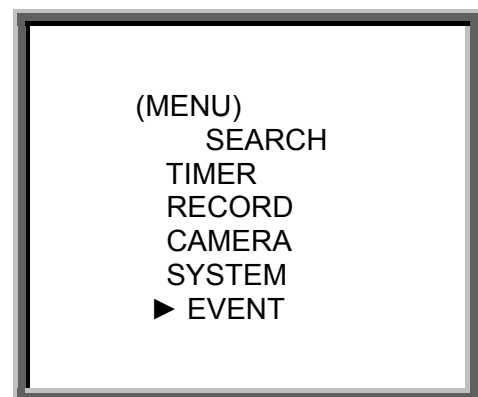 (MENU)
SEARCH
TIMER
RECORD
CAMERA
SYSTEM
► EVENT